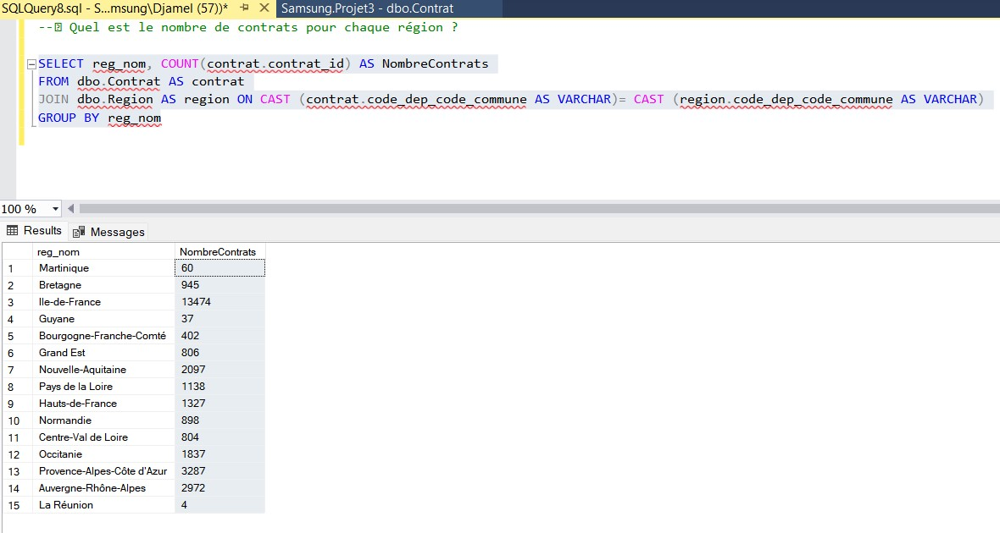 SQLQuery8.sql - S...msung\Djamel (57))* Samsung.Projet3 - dbo.Contrat
-- Quel est le nombre de contrats pour chaque région ?
SELECT reg_nom, COUNT(contrat.contrat_id) AS NombreContrats
FROM dbo.Contrat AS contrat
JOIN dbo.Region AS region ON CAST (contrat.code_dep_code_commune AS VARCHAR)= CAST (region.code_dep_code_commune AS VARCHAR)
GROUP BY reg_nom
100 %
Results Messages
reg_nom NombreContrats
1 Martinique 60
2 Bretagne 945
3 Ile-de-France 13474
4 Guyane 37
5 Bourgogne-Franche-Comté 402
6 Grand Est 806
7 Nouvelle-Aquitaine 2097
8 Pays de la Loire 1138
9 Hauts-de-France 1327
10 Normandie 898
11 Centre-Val de Loire 804
12 Occitanie 1837
13 Provence-Alpes-Côte d'Azur 3287
14 Auvergne-Rhône-Alpes 2972
15 La Réunion 4